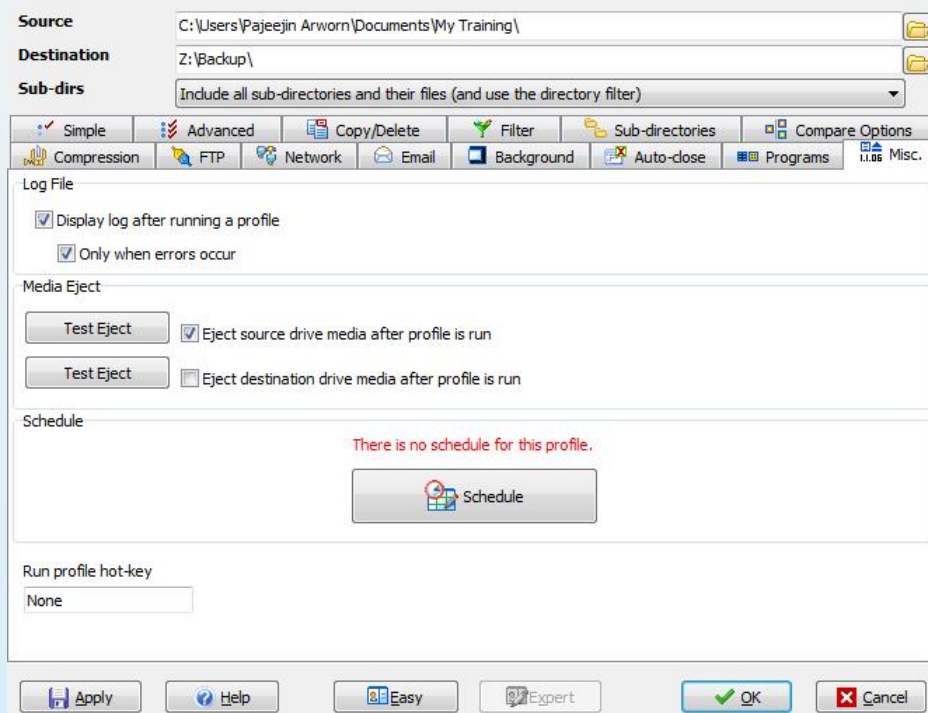 Source
C:\Users\Pajeejin Arworn\Documents\My Training\
Destination
Z:\Backup\
Sub-dirs
Include all sub-directories and their files (and use the directory filter)
Simple Advanced Copy/Delete Filter Sub-directories Compare Options
Compression FTP Network Email Background Auto-close Programs Misc.
Log File
Display log after running a profile
Only when errors occur
Media Eject
Test Eject Eject source drive media after profile is run
Test Eject Eject destination drive media after profile is run
Schedule
There is no schedule for this profile.
Schedule
Run profile hot-key
None
Apply Help Easy Expert OK Cancel